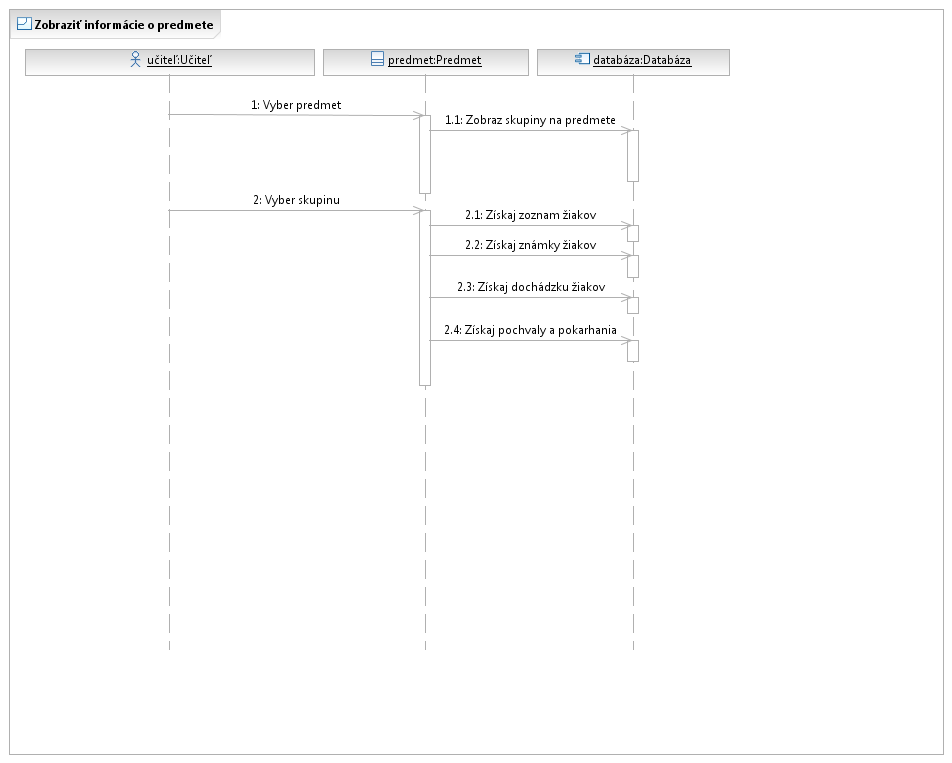 Zobraziť informácie o predmete
učiteľ:Učiteľ
predmet:Predmet
databáza:Databáza
1: Vyber predmet
1.1: Zobraz skupiny na predmete
2: Vyber skupinu
2.1: Získaj zoznam žiakov
2.2: Získaj známky žiakov
2.3: Získaj dochádzku žiakov
2.4: Získaj pochvaly a pokarhania